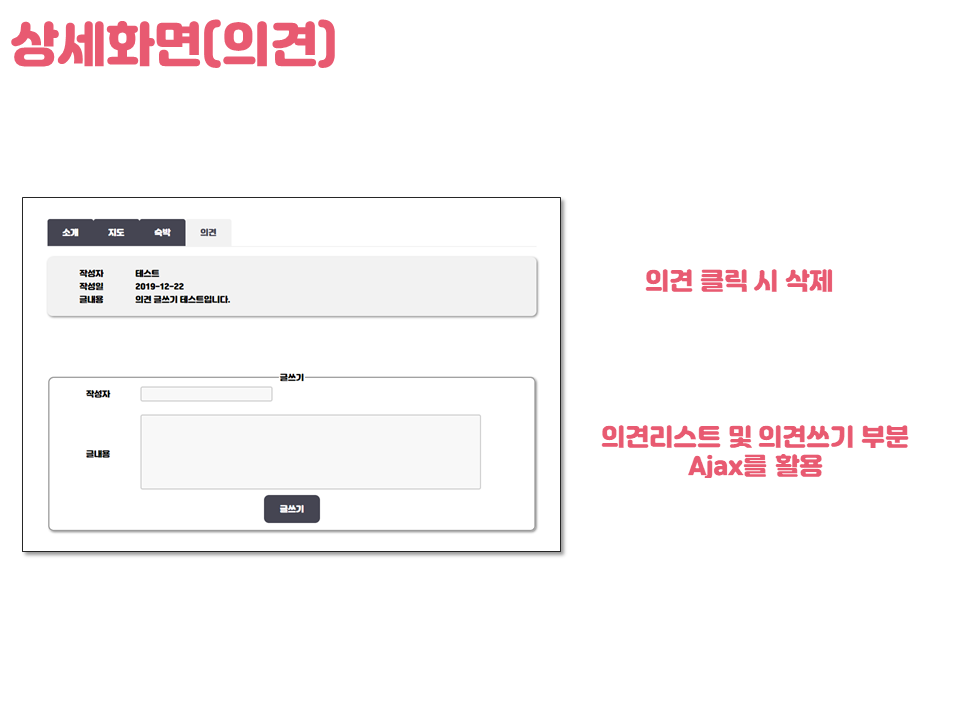 상세화면(의견)
소개 지도 숙박 의견
작성자 테스트
작성일 2019-12-22
글내용 의견 글쓰기 테스트입니다.
의견 클릭 시 삭제
글쓰기
작성자
글내용
글쓰기
의견리스트 및 의견쓰기 부분
Ajax를 활용